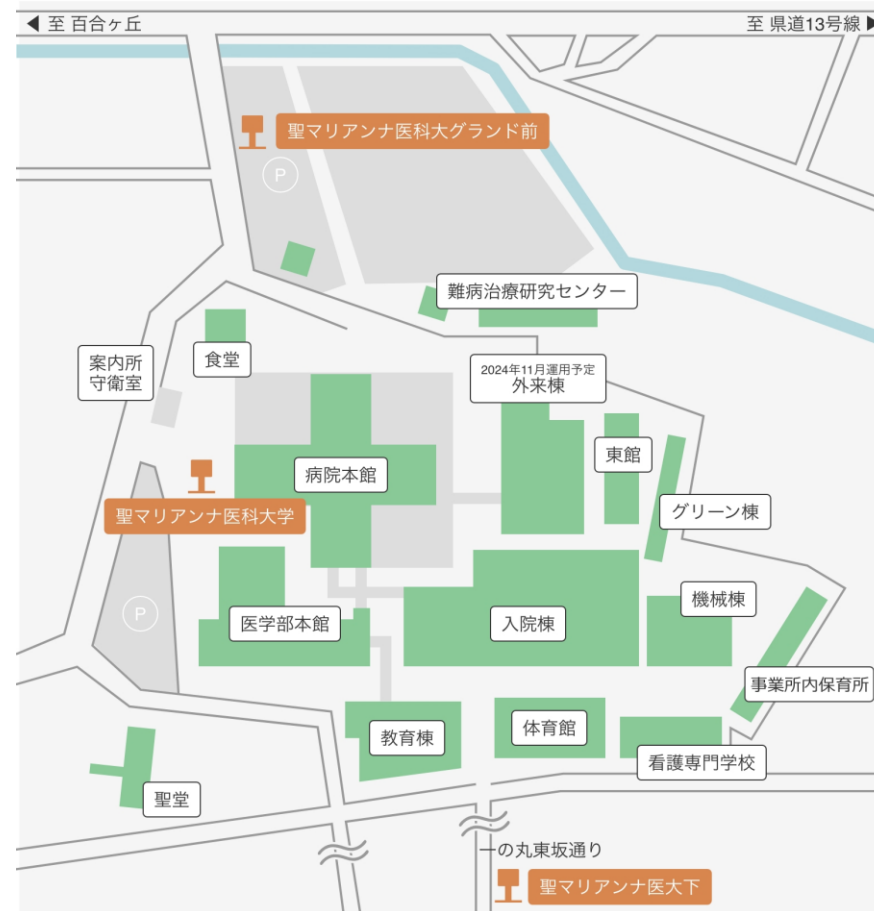 ◀ 至 百合ヶ丘
至 県道13号線 ▶
聖マリアンナ医科大グランド前
P
難病治療研究センター
食堂
案内所
守衛室
2024年11月運用予定
外来棟
東館
病院本館
グリーン棟
聖マリアンナ医科大学
P
医学部本館
入院棟
機械棟
事業所内保育所
教育棟
体育館
看護専門学校
聖堂
一の丸東坂通り
聖マリアンナ医大下